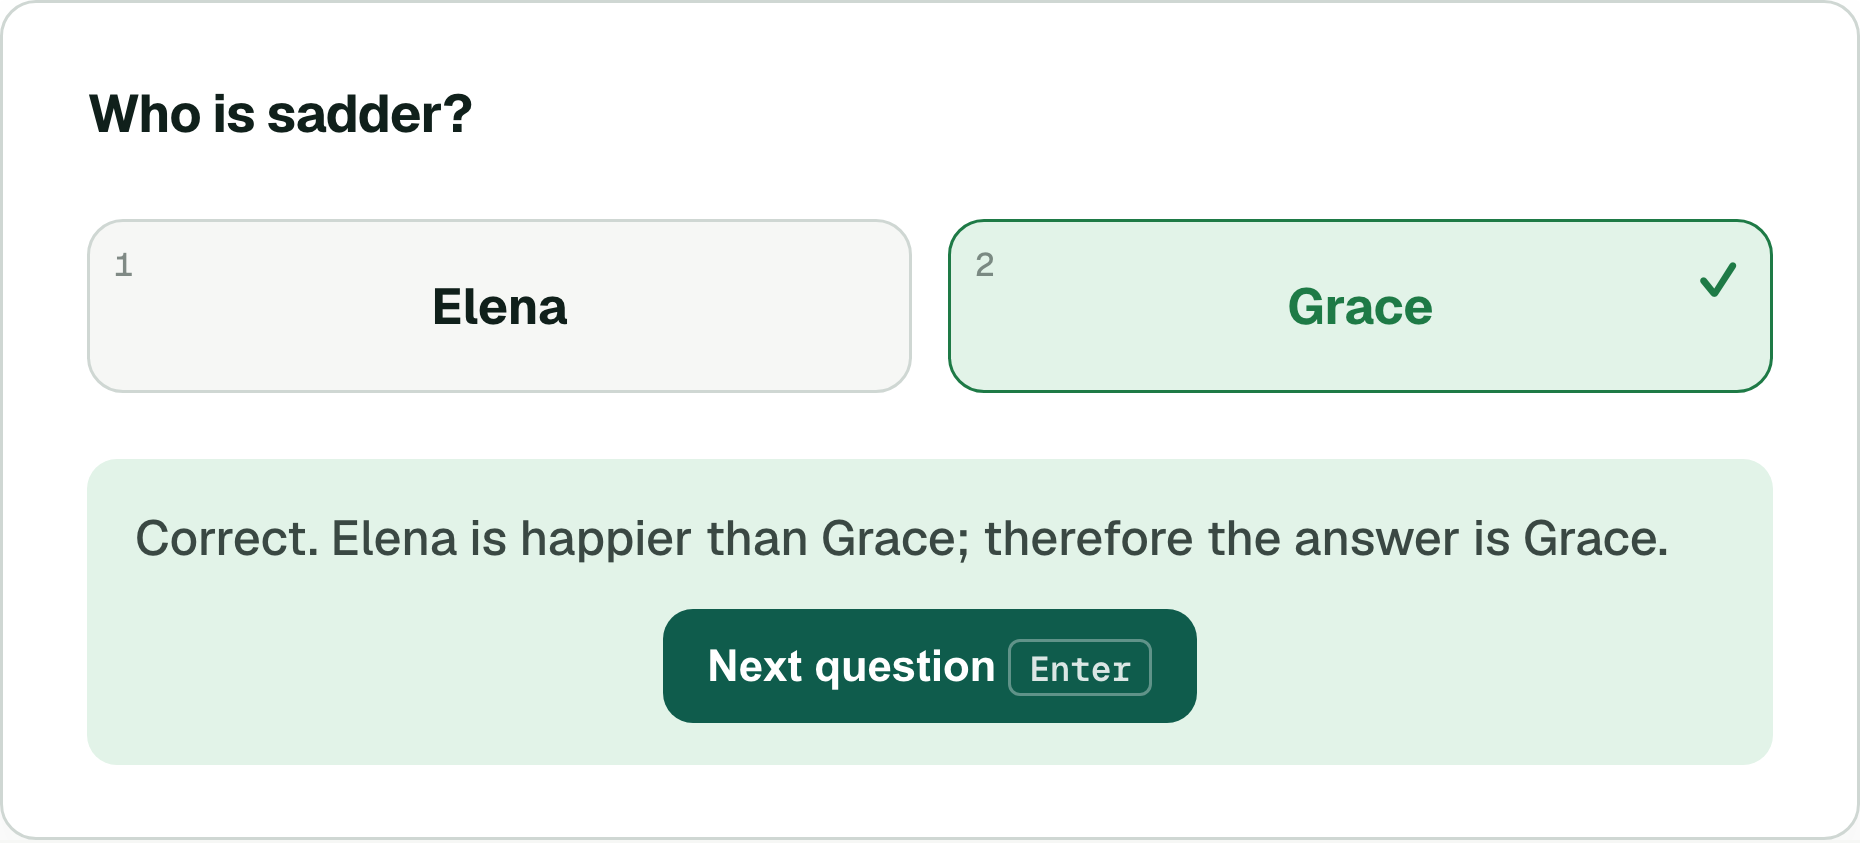 Who is sadder?
1
Elena
2
Grace
Correct. Elena is happier than Grace; therefore the answer is Grace.
Next question Enter